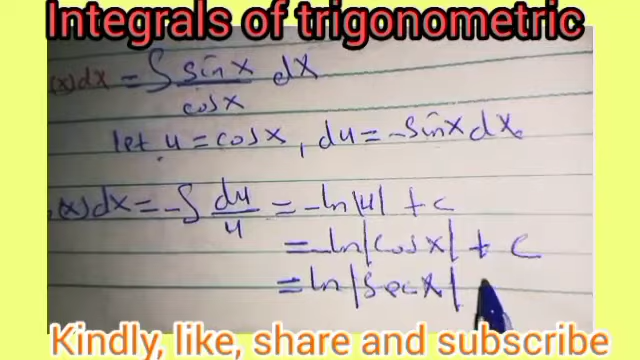 Integrals of trigonometric
(x)dx = ∫ sinx/cosx dx
let u = cosx, du = -sinx dx.
(x)dx = -∫ du/u = -ln|u| + c
= -ln|cosx| + c
= ln|secx|
Kindly, like, share and subscribe